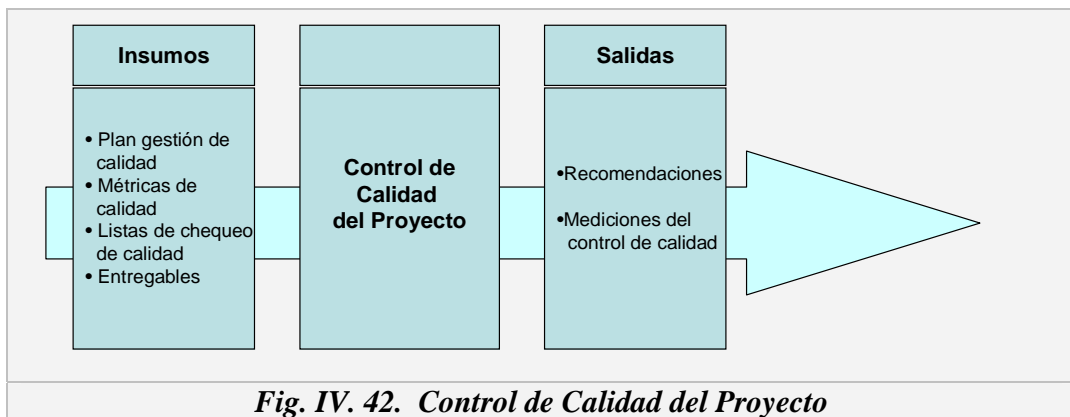 Insumos
Salidas
• Plan gestión de
calidad
• Métricas de
calidad
• Listas de chequeo
de calidad
• Entregables
Control de
Calidad
del Proyecto
•Recomendaciones
•Mediciones del
control de calidad
Fig. IV. 42. Control de Calidad del Proyecto